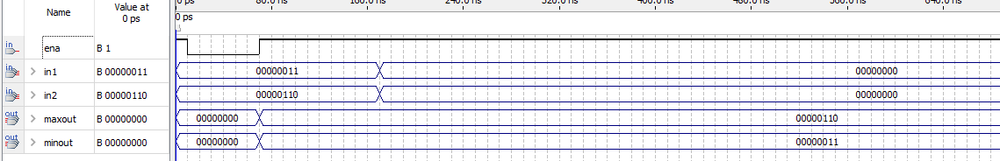 Name
Value at
0 ps
0 ps 80.0 ns 160.0 ns 240.0 ns 320.0 ns 400.0 ns 480.0 ns 560.0 ns 640.0 ns
0 ps
in ena B 1
in > in1 B 00000011 00000011 00000000
in > in2 B 00000110 00000110 00000000
out > maxout B 00000000 00000000 00000110
out > minout B 00000000 00000000 00000011